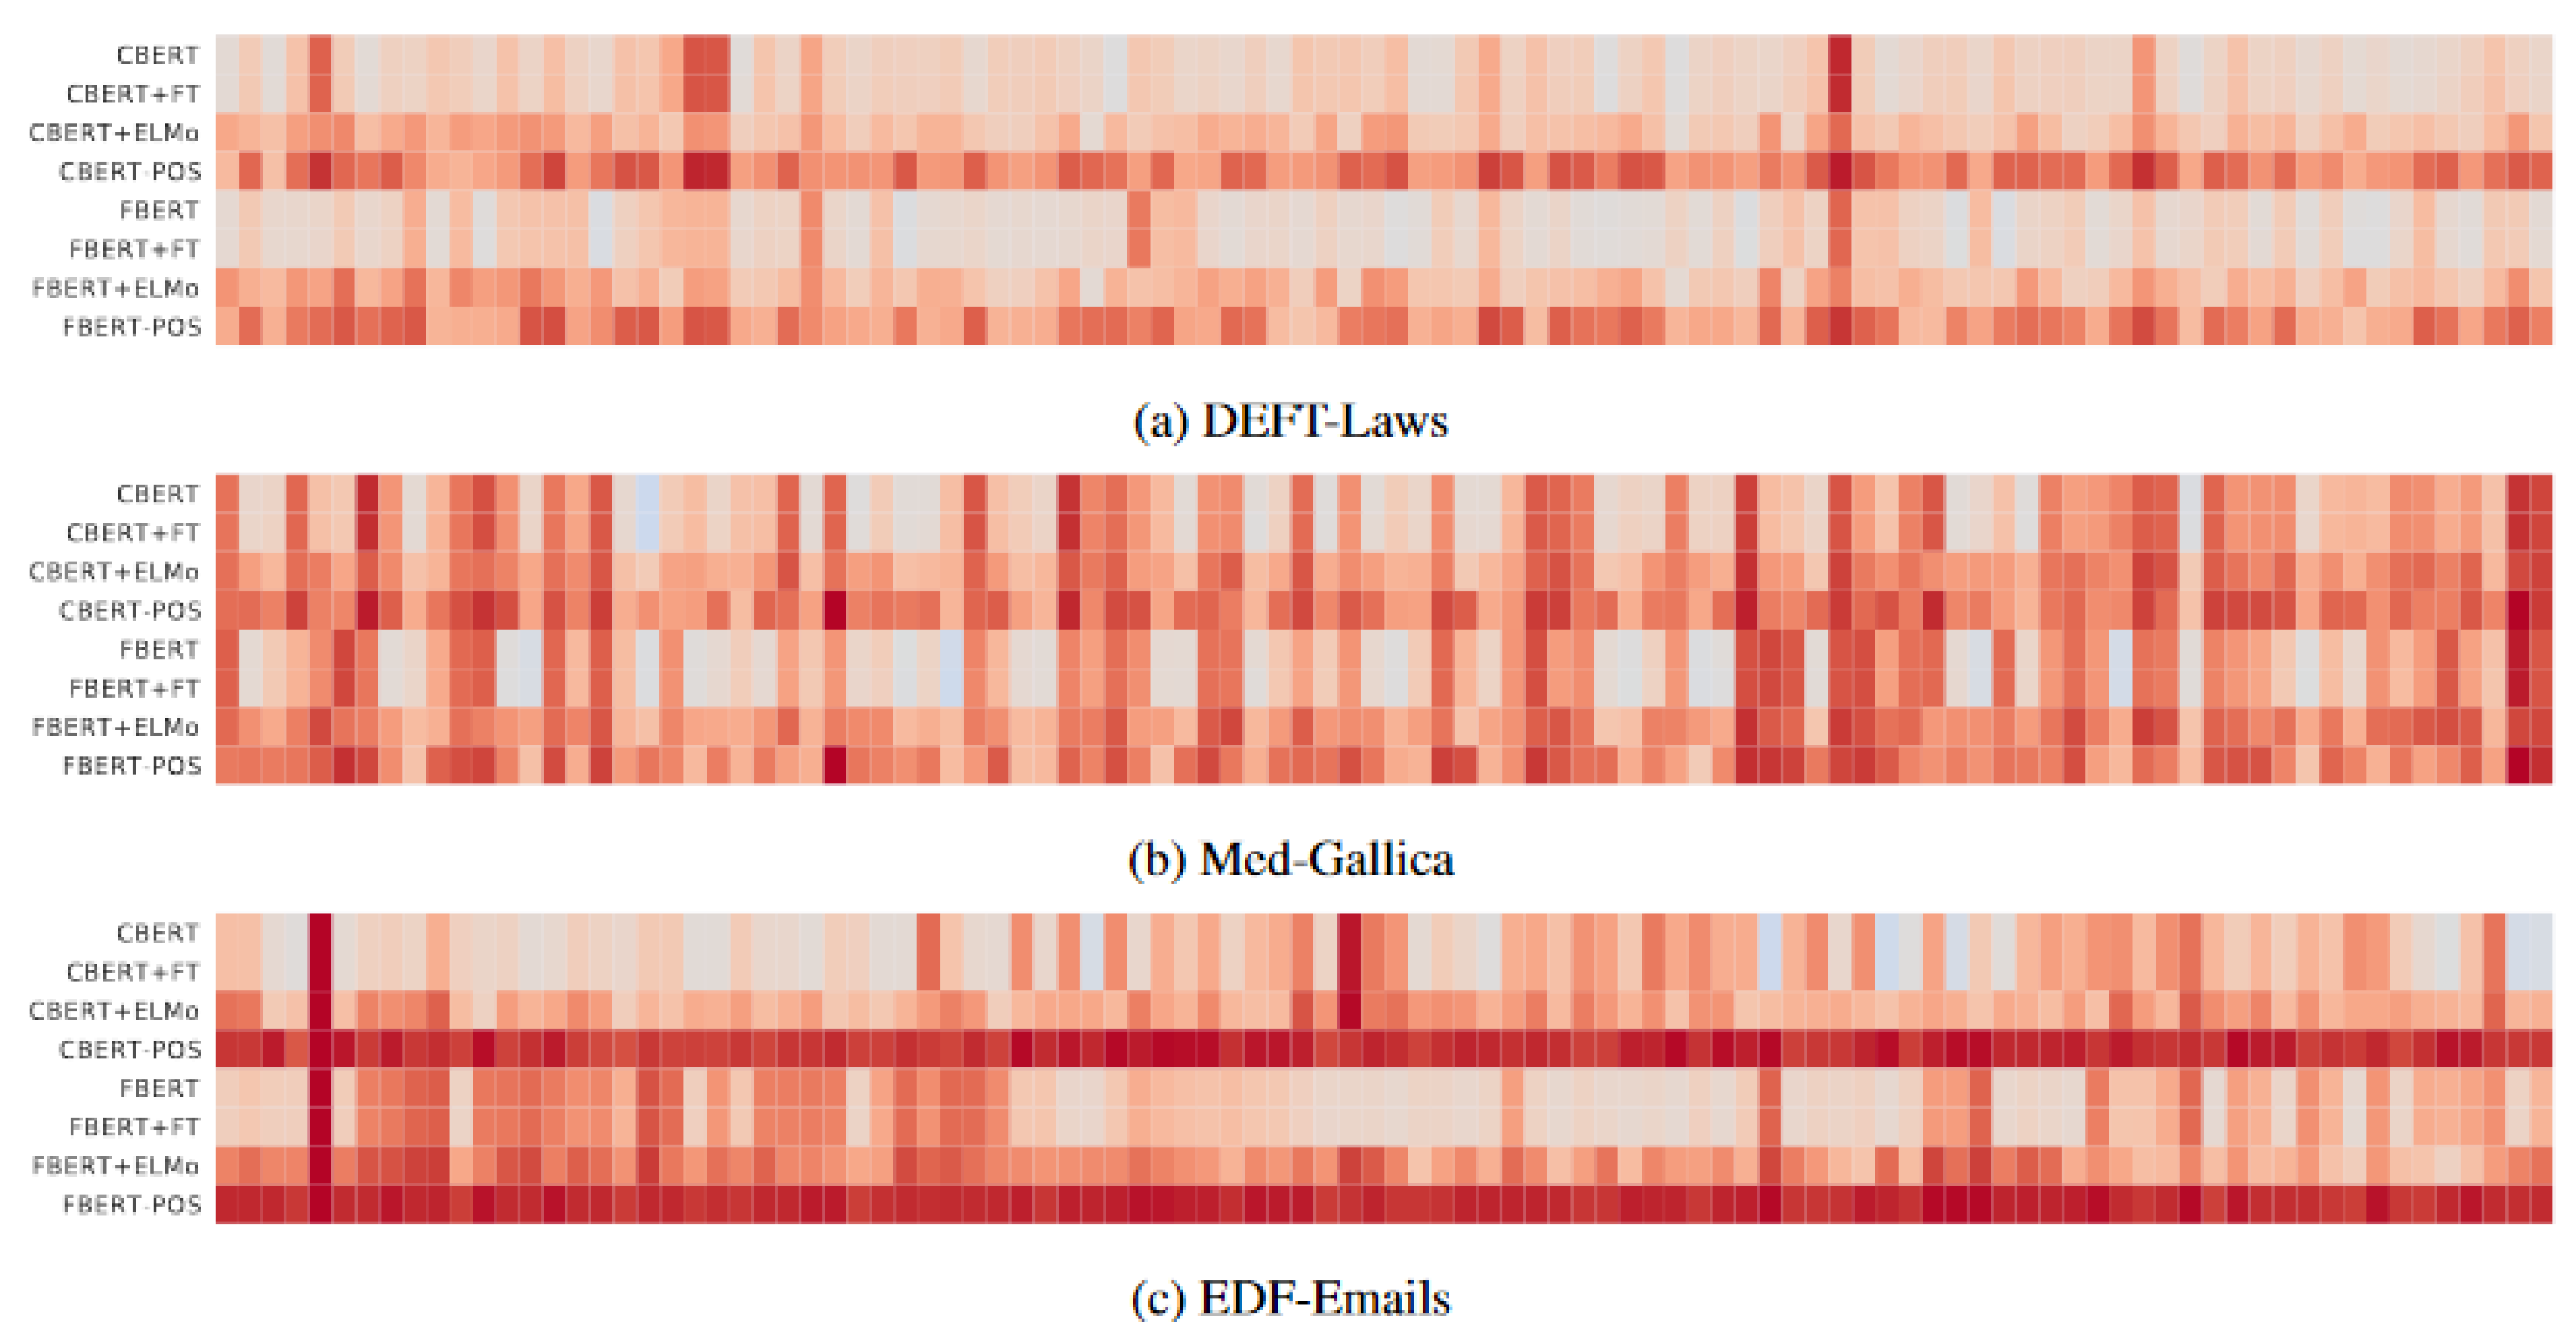 CBERT
CBERT+FT
CBERT+ELMo
CBERT-POS
FBERT
FBERT+FT
FBERT+ELMo
FBERT-POS
(a) DEFT-Laws
CBERT
CBERT+FT
CBERT+ELMo
CBERT-POS
FBERT
FBERT+FT
FBERT+ELMo
FBERT-POS
(b) Med-Gallica
CBERT
CBERT+FT
CBERT+ELMo
CBERT-POS
FBERT
FBERT+FT
FBERT+ELMo
FBERT-POS
(c) EDF-Emails